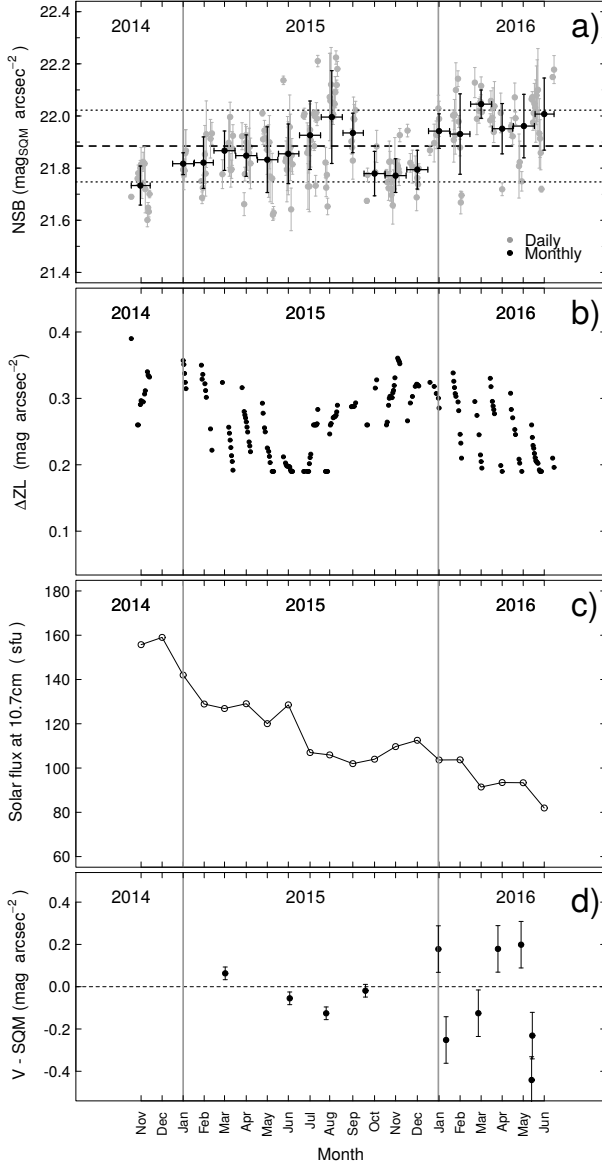 2014 2015 2016 a)
NSB (mag_SQM arcsec⁻²)
22.4
22.2
22.0
21.8
21.6
21.4
Daily
Monthly
2014 2015 2016 b)
ΔZL (mag arcsec⁻²)
0.4
0.3
0.2
0.1
2014 2015 2016 c)
Solar flux at 10.7cm ( sfu )
180
160
140
120
100
80
60
2014 2015 2016 d)
V - SQM (mag arcsec⁻²)
0.4
0.2
0.0
-0.2
-0.4
Nov Dec Jan Feb Mar Apr May Jun Jul Aug Sep Oct Nov Dec Jan Feb Mar Apr May Jun
Month